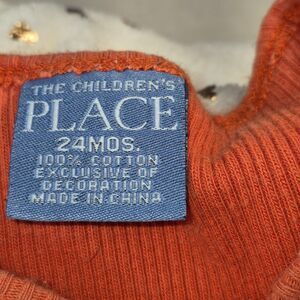 THE CHILDREN'S
PLACE
24MOS.
100% COTTON
EXCLUSIVE OF
DECORATION
MADE IN CHINA